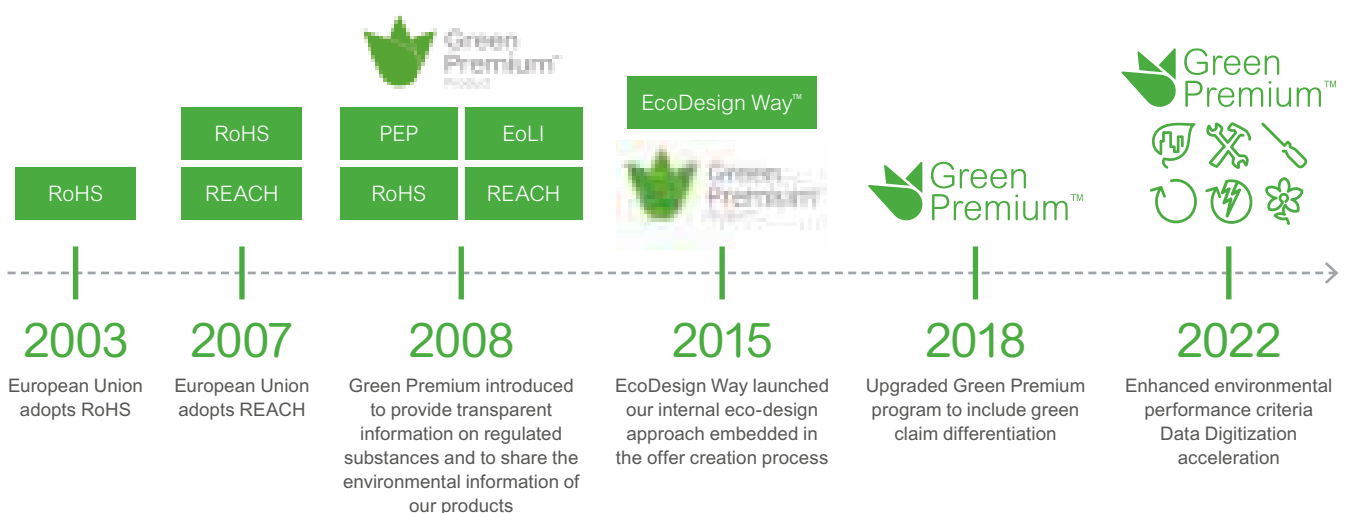 Green
Premium™
Product
RoHS
REACH
RoHS
PEP
EoLI
RoHS
REACH
EcoDesign Way™
Green
Premium™
Green
Premium™
Green
Premium™
2003
European Union
adopts RoHS
2007
European Union
adopts REACH
2008
Green Premium introduced
to provide transparent
information on regulated
substances and to share the
environmental information of
our products
2015
EcoDesign Way launched
our internal eco-design
approach embedded in
the offer creation process
2018
Upgraded Green Premium
program to include green
claim differentiation
2022
Enhanced environmental
performance criteria
Data Digitization
acceleration